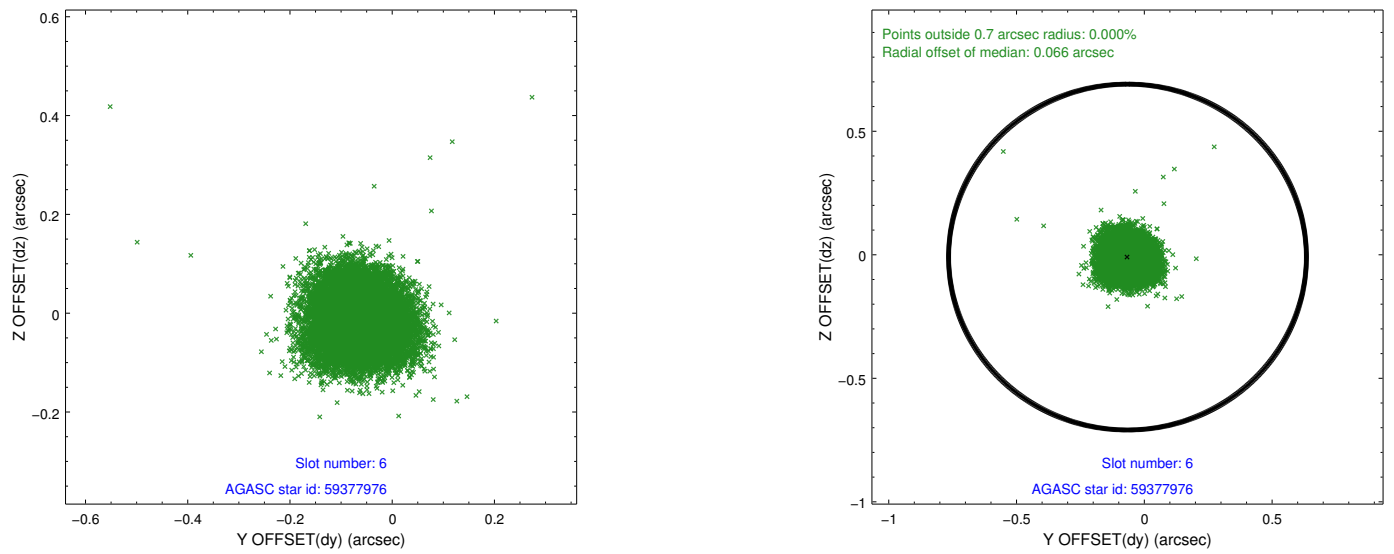 0.6
0.4
0.2
0
−0.2
Z OFFSET(dz) (arcsec)
Slot number: 6
AGASC star id: 59377976
−0.6
−0.4
−0.2
0
0.2
Y OFFSET(dy) (arcsec)
Points outside 0.7 arcsec radius: 0.000%
Radial offset of median: 0.066 arcsec
0.5
0
−0.5
−1
Z OFFSET(dz) (arcsec)
Slot number: 6
AGASC star id: 59377976
−1
−0.5
0
0.5
Y OFFSET(dy) (arcsec)